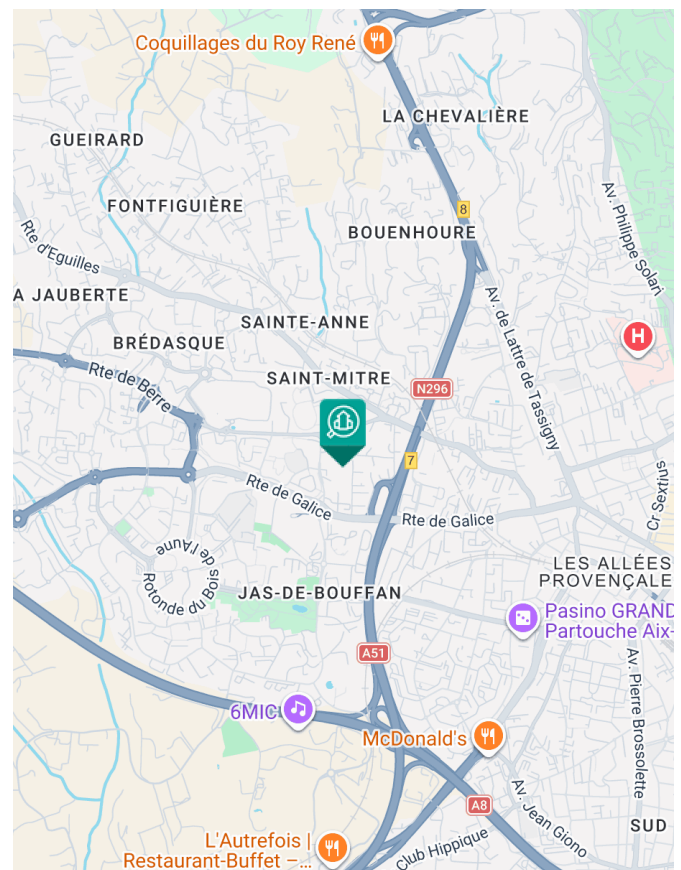 Coquillages du Roy René
LA CHEVALIÈRE
GUEIRARD
Av. Philippe Solari
FONTFIGUIÈRE
8
BOUENHOURE
Rte d'Eguilles
A JAUBERTE
Av. de Lattre de Tassigny
SAINTE-ANNE
BRÉDASQUE
H
SAINT-MITRE
Rte de Berre
N296
7
Rte de Galice
Rte de Galice
Cr Sextius
Rotonde du Bois de l'Aune
LES ALLÉES
PROVENÇALE
JAS-DE-BOUFFAN
Pasino GRAND
Partouche Aix-
A51
Av. Pierre Brossolette
6MIC
McDonald's
A8
Av. Jean Giono
SUD
Club Hippique
L'Autrefois |
Restaurant-Buffet –...